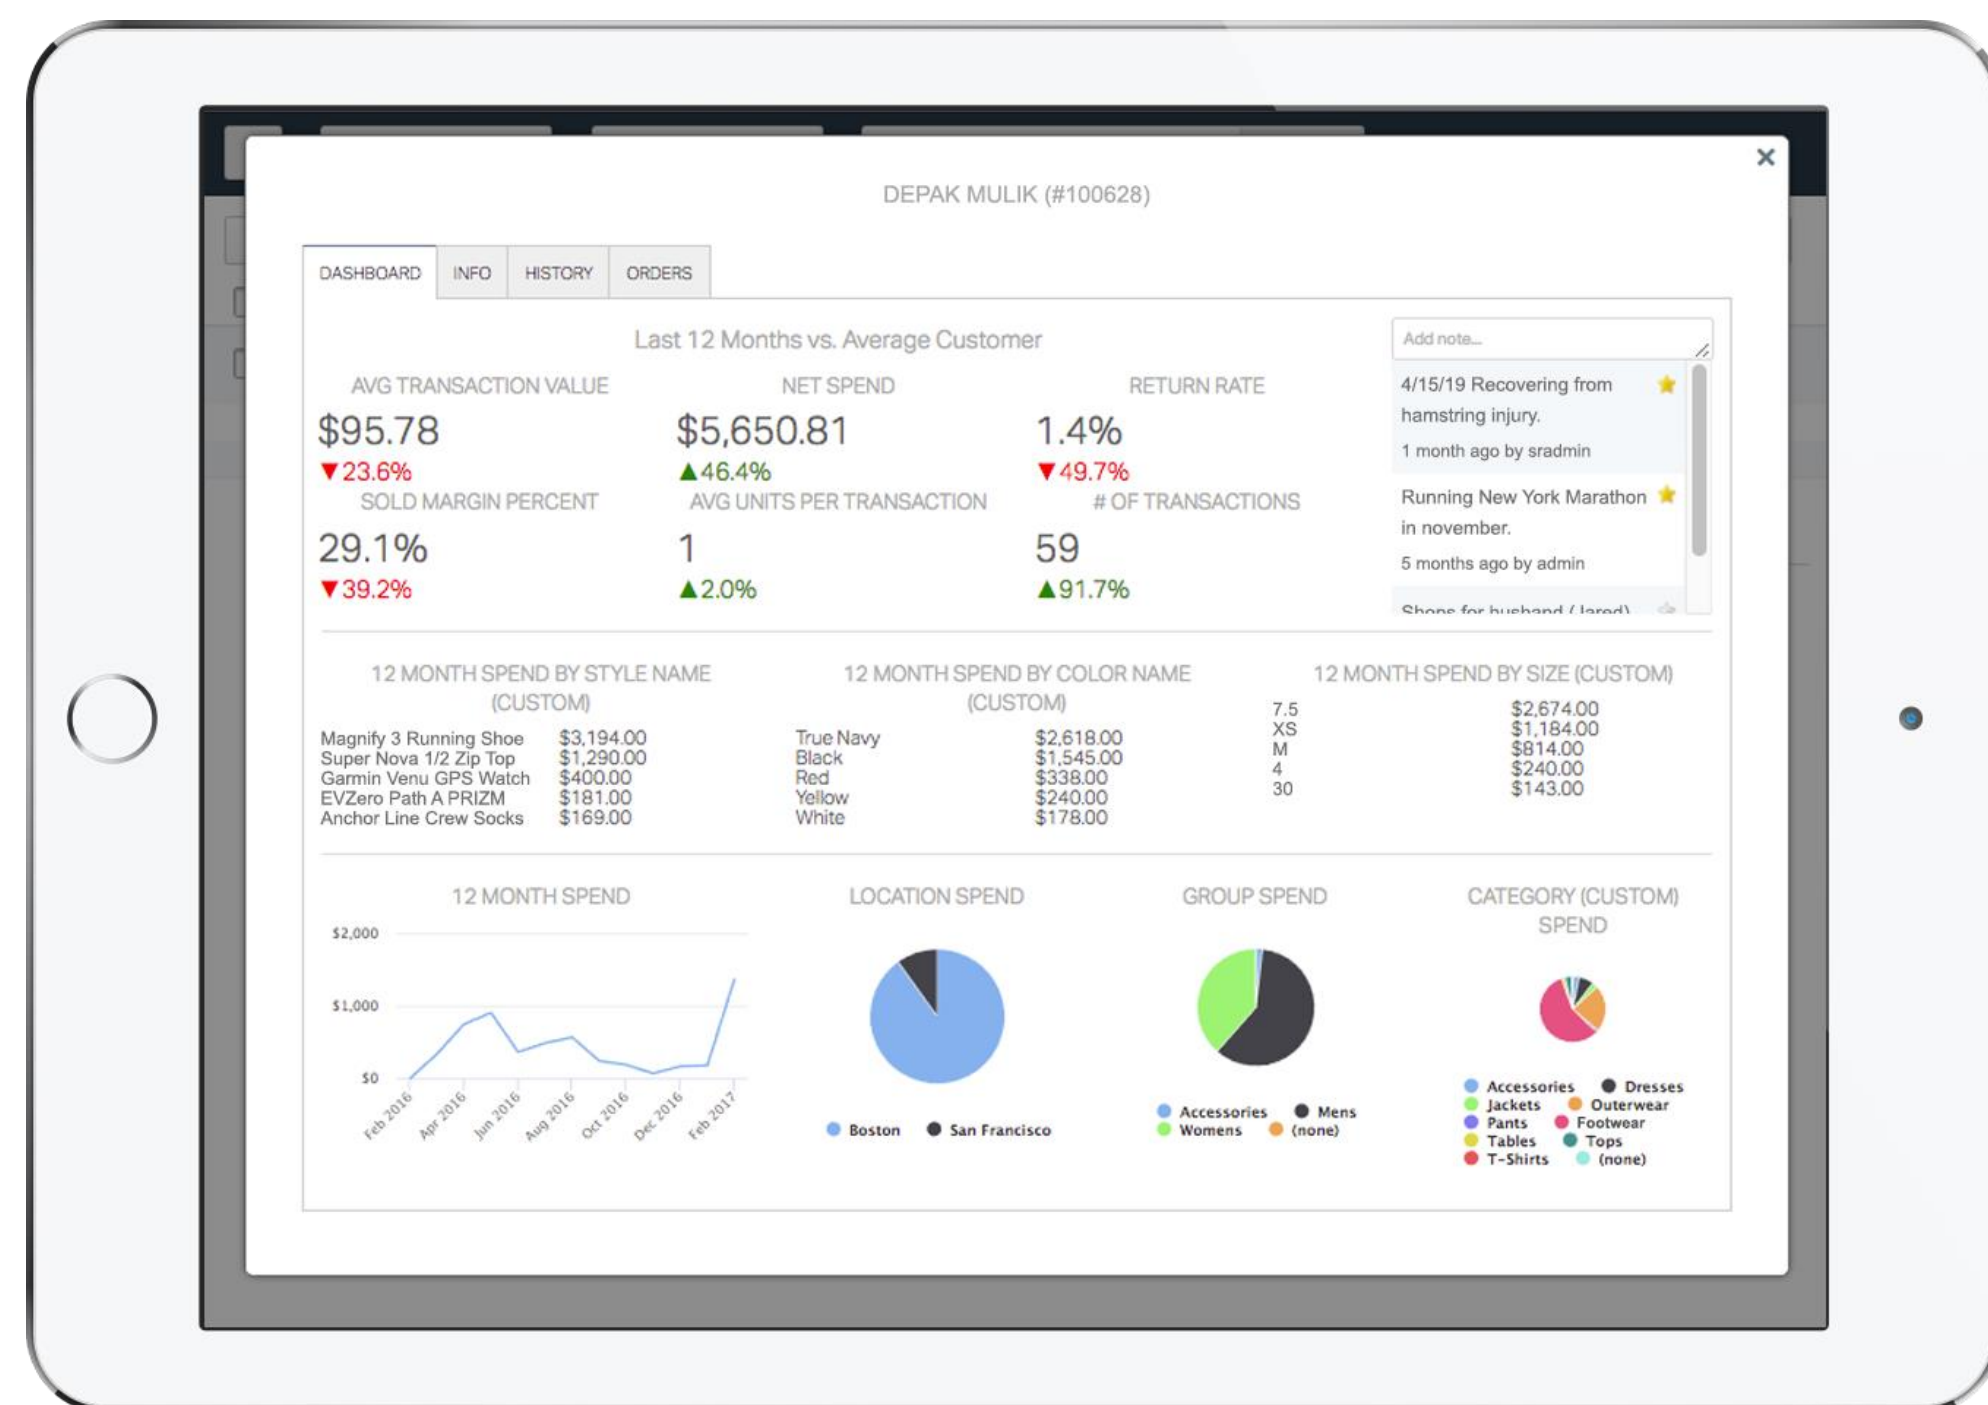 DEPAK MULIK (#100628)
DASHBOARD INFO HISTORY ORDERS
Last 12 Months vs. Average Customer
AVG TRANSACTION VALUE NET SPEND RETURN RATE
$95.78 $5,650.81 1.4%
▼23.6% ▲46.4% ▼49.7%
SOLD MARGIN PERCENT AVG UNITS PER TRANSACTION # OF TRANSACTIONS
29.1% 1 59
▼39.2% ▲2.0% ▲91.7%
Add note...
4/15/19 Recovering from
hamstring injury.
1 month ago by sradmin
Running New York Marathon
in november.
5 months ago by admin
Shops for husband (Jared)
12 MONTH SPEND BY STYLE NAME
(CUSTOM)
Magnify 3 Running Shoe $3,194.00
Super Nova 1/2 Zip Top $1,290.00
Garmin Venu GPS Watch $400.00
EVZero Path A PRIZM $181.00
Anchor Line Crew Socks $169.00
12 MONTH SPEND BY COLOR NAME
(CUSTOM)
True Navy $2,618.00
Black $1,545.00
Red $338.00
Yellow $240.00
White $178.00
12 MONTH SPEND BY SIZE (CUSTOM)
7.5 $2,674.00
XS $1,184.00
M $814.00
4 $240.00
30 $143.00
12 MONTH SPEND
$2,000
$1,000
$0
Feb 2016 Apr 2016 Jun 2016 Aug 2016 Oct 2016 Dec 2016 Feb 2017
LOCATION SPEND
Boston San Francisco
GROUP SPEND
Accessories Mens
Womens (none)
CATEGORY (CUSTOM)
SPEND
Accessories Dresses
Jackets Outerwear
Pants Footwear
Tables Tops
T-Shirts (none)